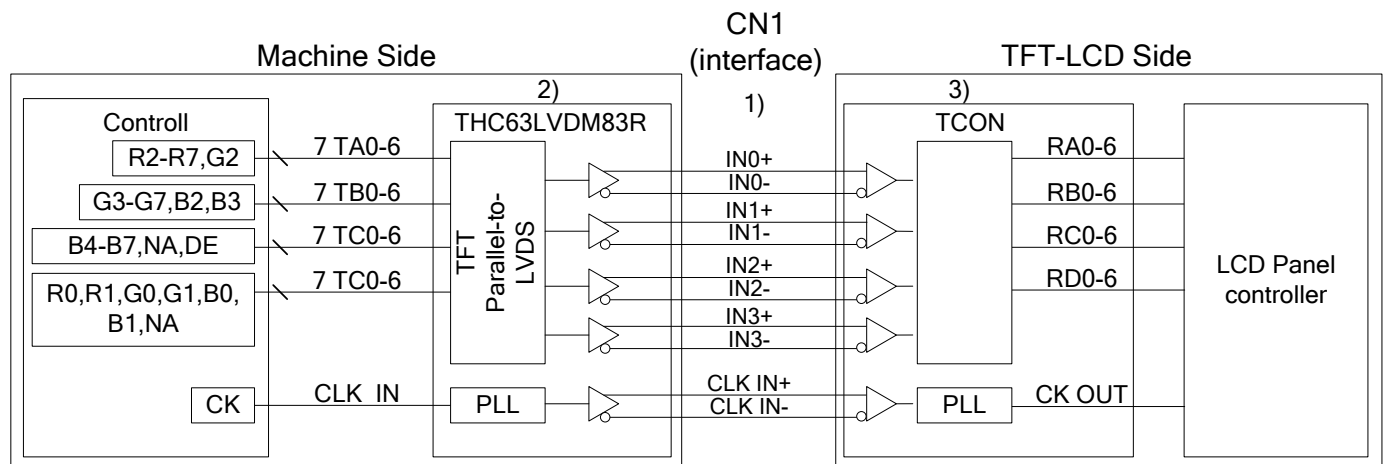 CN1
(interface)
Machine Side
TFT-LCD Side
1)
2)
3)
Controll
THC63LVDM83R
TCON
R2-R7,G2
7 TA0-6
G3-G7,B2,B3
7 TB0-6
B4-B7,NA,DE
7 TC0-6
R0,R1,G0,G1,B0,
B1,NA
7 TC0-6
CK
CLK IN
TFT
Parallel-to-
LVDS
PLL
IN0+
IN0-
IN1+
IN1-
IN2+
IN2-
IN3+
IN3-
CLK IN+
CLK IN-
PLL
RA0-6
RB0-6
RC0-6
RD0-6
CK OUT
LCD Panel
controller